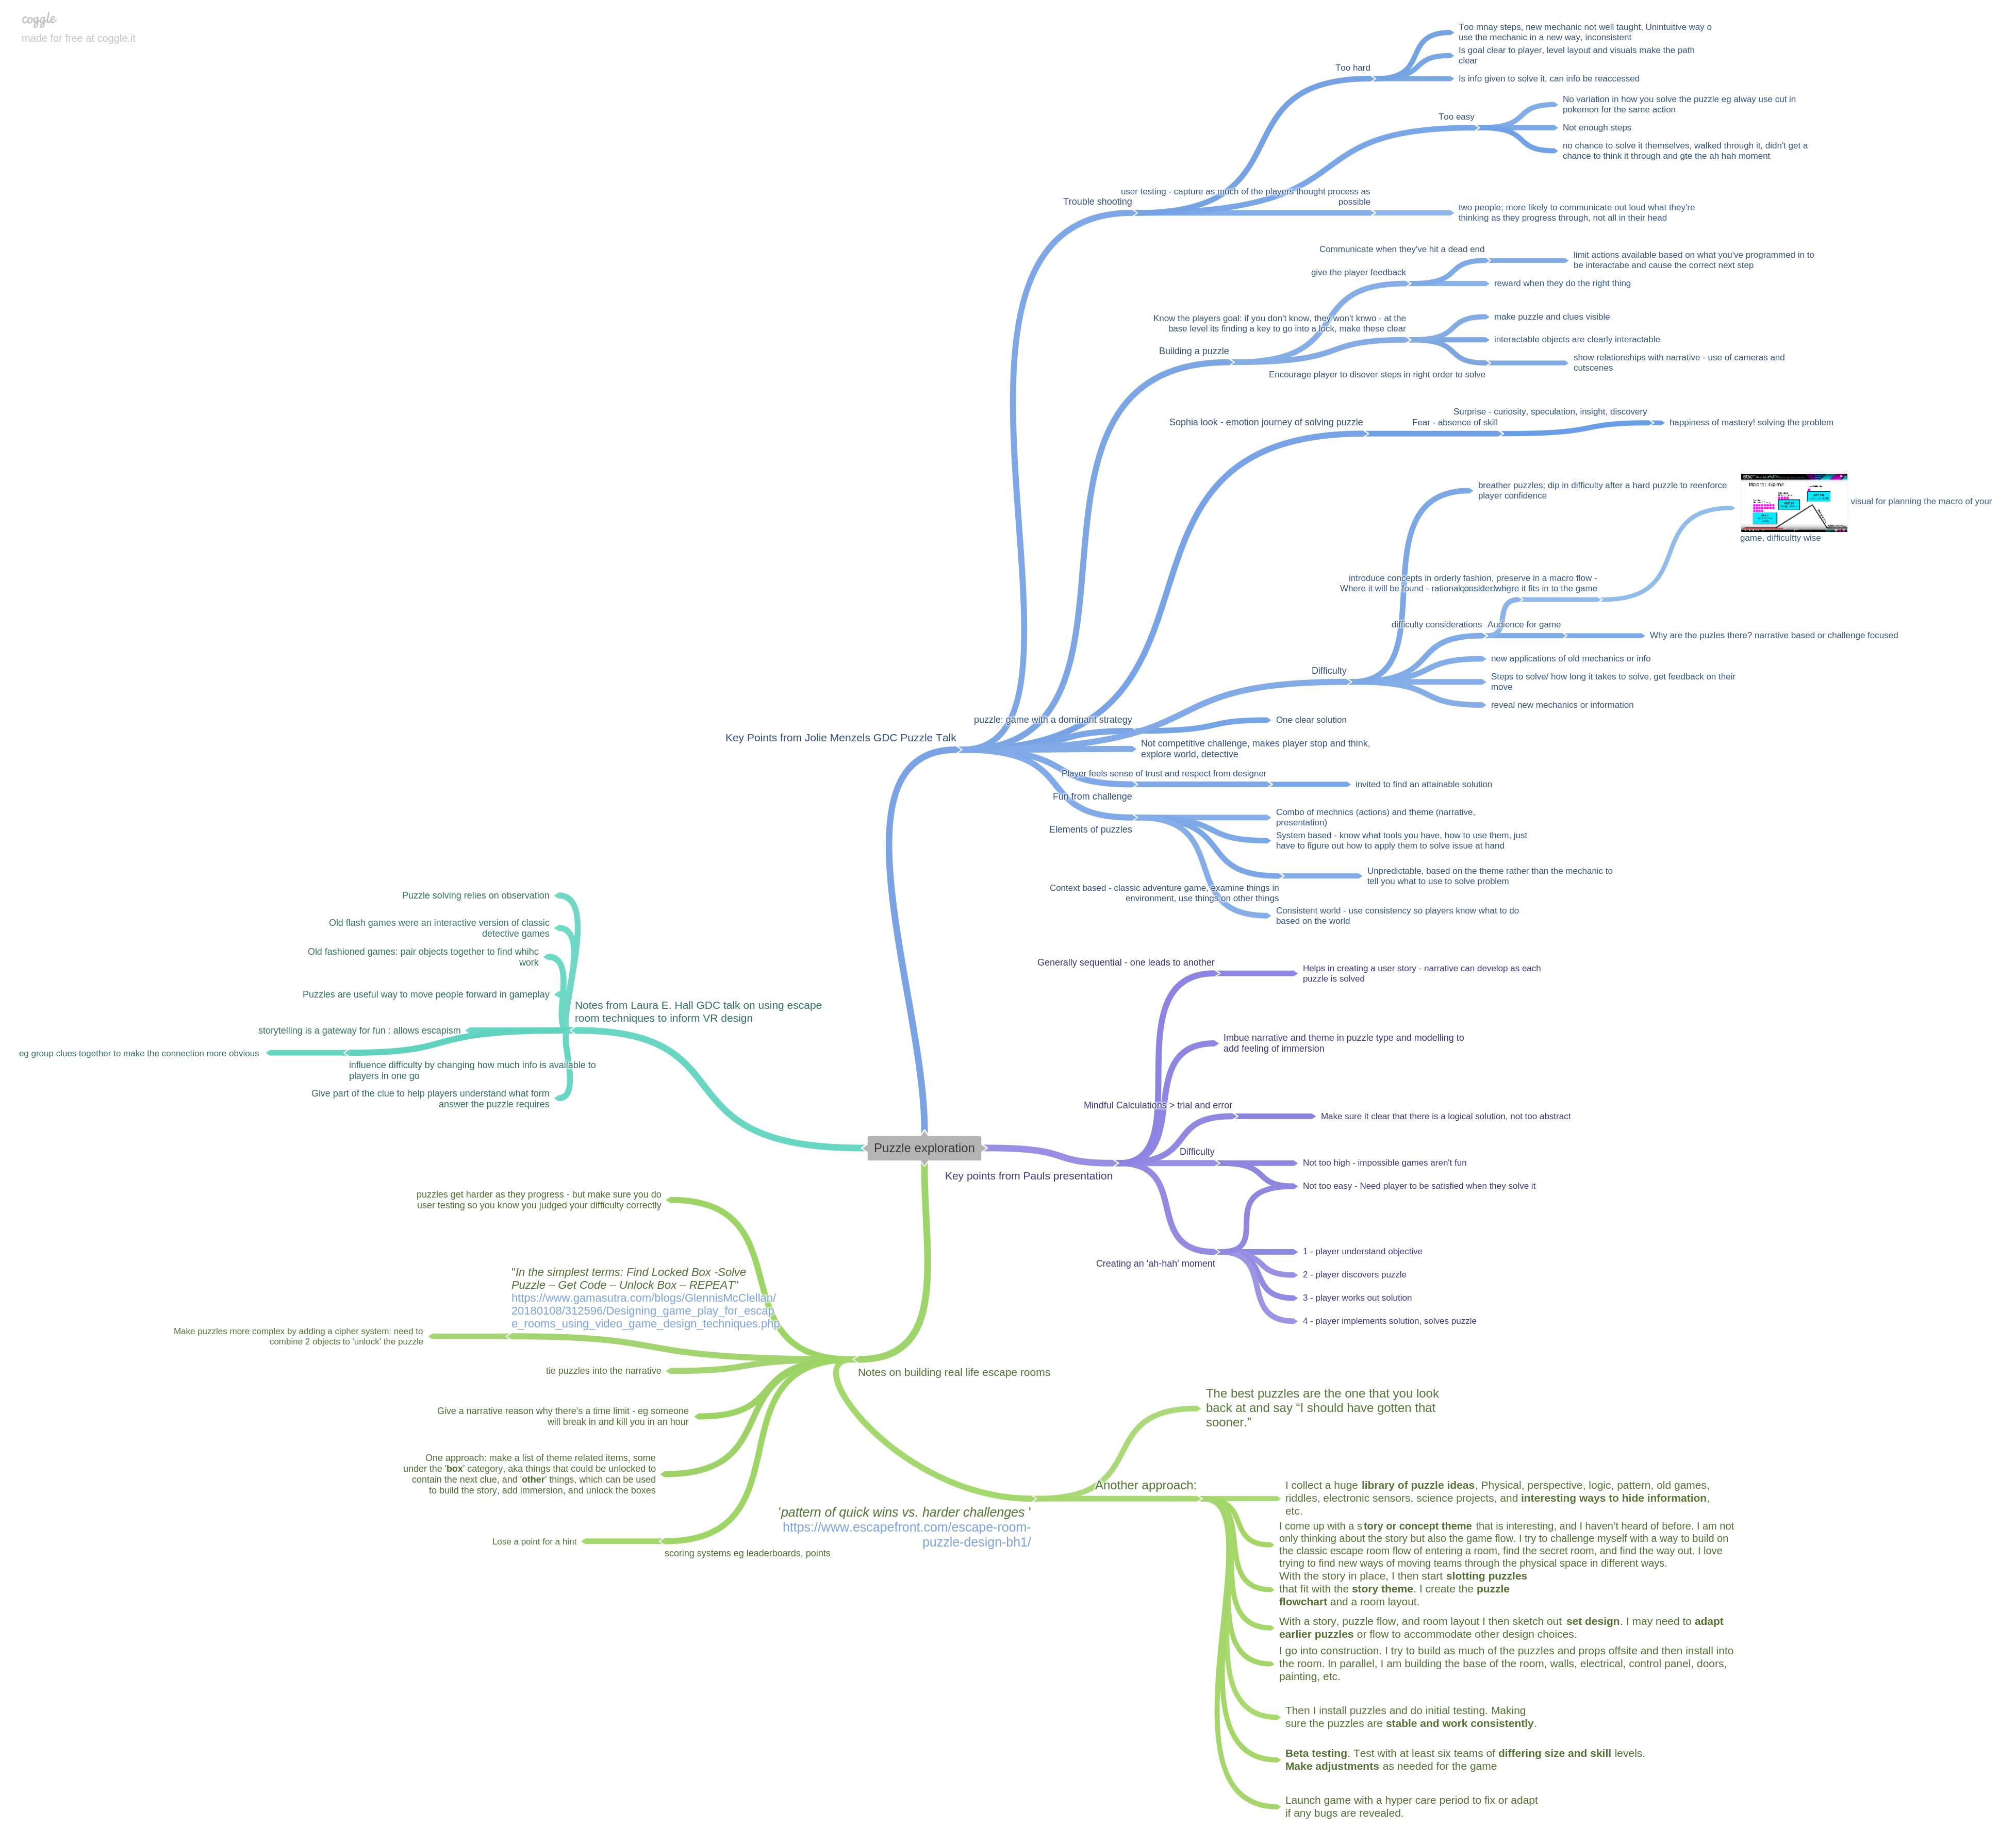 coggle
made for free at coggle.it
Too mnay steps, new mechanic not well taught, Unintuitive way o
use the mechanic in a new way, inconsistent
Is goal clear to player, level layout and visuals make the path
clear
Too hard
Is info given to solve it, can info be reaccessed
No variation in how you solve the puzzle eg alway use cut in
pokemon for the same action
Too easy
Not enough steps
no chance to solve it themselves, walked through it, didn't get a
chance to think it through and gte the ah hah moment
user testing - capture as much of the players thought process as
possible
Trouble shooting
two people; more likely to communicate out loud what they're
thinking as they progress through, not all in their head
Communicate when they've hit a dead end
limit actions available based on what you've programmed in to
be interactabe and cause the correct next step
give the player feedback
reward when they do the right thing
Know the players goal: if you don't know, they won't knwo - at the
base level its finding a key to go into a lock, make these clear
make puzzle and clues visible
interactable objects are clearly interactable
Building a puzzle
show relationships with narrative - use of cameras and
cutscenes
Encourage player to disover steps in right order to solve
Surprise - curiosity, speculation, insight, discovery
Sophia look - emotion journey of solving puzzle
Fear - absence of skill
happiness of mastery! solving the problem
breather puzzles; dip in difficulty after a hard puzzle to reenforce
player confidence
visual for planning the macro of your
game, difficultty wise
introduce concepts in orderly fashion, preserve in a macro flow -
consider where it fits in to the game
Where it will be found - rational
difficulty considerations
Audience for game
Why are the puzles there? narrative based or challenge focused
new applications of old mechanics or info
Difficulty
Steps to solve/ how long it takes to solve, get feedback on their
move
reveal new mechanics or information
puzzle: game with a dominant strategy
One clear solution
Key Points from Jolie Menzels GDC Puzzle Talk
Not competitive challenge, makes player stop and think,
explore world, detective
Player feels sense of trust and respect from designer
invited to find an attainable solution
Fun from challenge
Elements of puzzles
Combo of mechnics (actions) and theme (narrative,
presentation)
System based - know what tools you have, how to use them, just
have to figure out how to apply them to solve issue at hand
Unpredictable, based on the theme rather than the mechanic to
tell you what to use to solve problem
Context based - classic adventure game, examine things in
environment, use things on other things
Consistent world - use consistency so players know what to do
based on the world
Puzzle solving relies on observation
Old flash games were an interactive version of classic
detective games
Old fashioned games: pair objects together to find whihc
work
Puzzles are useful way to move people forward in gameplay
Notes from Laura E. Hall GDC talk on using escape
room techniques to inform VR design
storytelling is a gateway for fun : allows escapism
eg group clues together to make the connection more obvious
influence difficulty by changing how much info is available to
players in one go
Give part of the clue to help players understand what form
answer the puzzle requires
Puzzle exploration
Generally sequential - one leads to another
Helps in creating a user story - narrative can develop as each
puzzle is solved
Imbue narrative and theme in puzzle type and modelling to
add feeling of immersion
Mindful Calculations > trial and error
Make sure it clear that there is a logical solution, not too abstract
Difficulty
Not too high - impossible games aren't fun
Key points from Pauls presentation
Not too easy - Need player to be satisfied when they solve it
Creating an 'ah-hah' moment
1 - player understand objective
2 - player discovers puzzle
3 - player works out solution
4 - player implements solution, solves puzzle
puzzles get harder as they progress - but make sure you do
user testing so you know you judged your difficulty correctly
"In the simplest terms: Find Locked Box -Solve
Puzzle – Get Code – Unlock Box – REPEAT"
https://www.gamasutra.com/blogs/GlennisMcClellan/
20180108/312596/Designing_game_play_for_escap
e_rooms_using_video_game_design_techniques.php
Make puzzles more complex by adding a cipher system: need to
combine 2 objects to 'unlock' the puzzle
tie puzzles into the narrative
Notes on building real life escape rooms
Give a narrative reason why there's a time limit - eg someone
will break in and kill you in an hour
One approach: make a list of theme related items, some
under the 'box' category, aka things that could be unlocked to
contain the next clue, and 'other' things, which can be used
to build the story, add immersion, and unlock the boxes
Lose a point for a hint
scoring systems eg leaderboards, points
'pattern of quick wins vs. harder challenges '
https://www.escapefront.com/escape-room-
puzzle-design-bh1/
The best puzzles are the one that you look
back at and say “I should have gotten that
sooner.”
Another approach:
I collect a huge library of puzzle ideas, Physical, perspective, logic, pattern, old games,
riddles, electronic sensors, science projects, and interesting ways to hide information,
etc.
I come up with a s tory or concept theme that is interesting, and I haven’t heard of before. I am not
only thinking about the story but also the game flow. I try to challenge myself with a way to build on
the classic escape room flow of entering a room, find the secret room, and find the way out. I love
trying to find new ways of moving teams through the physical space in different ways.
With the story in place, I then start slotting puzzles
that fit with the story theme. I create the puzzle
flowchart and a room layout.
With a story, puzzle flow, and room layout I then sketch out set design. I may need to adapt
earlier puzzles or flow to accommodate other design choices.
I go into construction. I try to build as much of the puzzles and props offsite and then install into
the room. In parallel, I am building the base of the room, walls, electrical, control panel, doors,
painting, etc.
Then I install puzzles and do initial testing. Making
sure the puzzles are stable and work consistently.
Beta testing. Test with at least six teams of differing size and skill levels.
Make adjustments as needed for the game
Launch game with a hyper care period to fix or adapt
if any bugs are revealed.